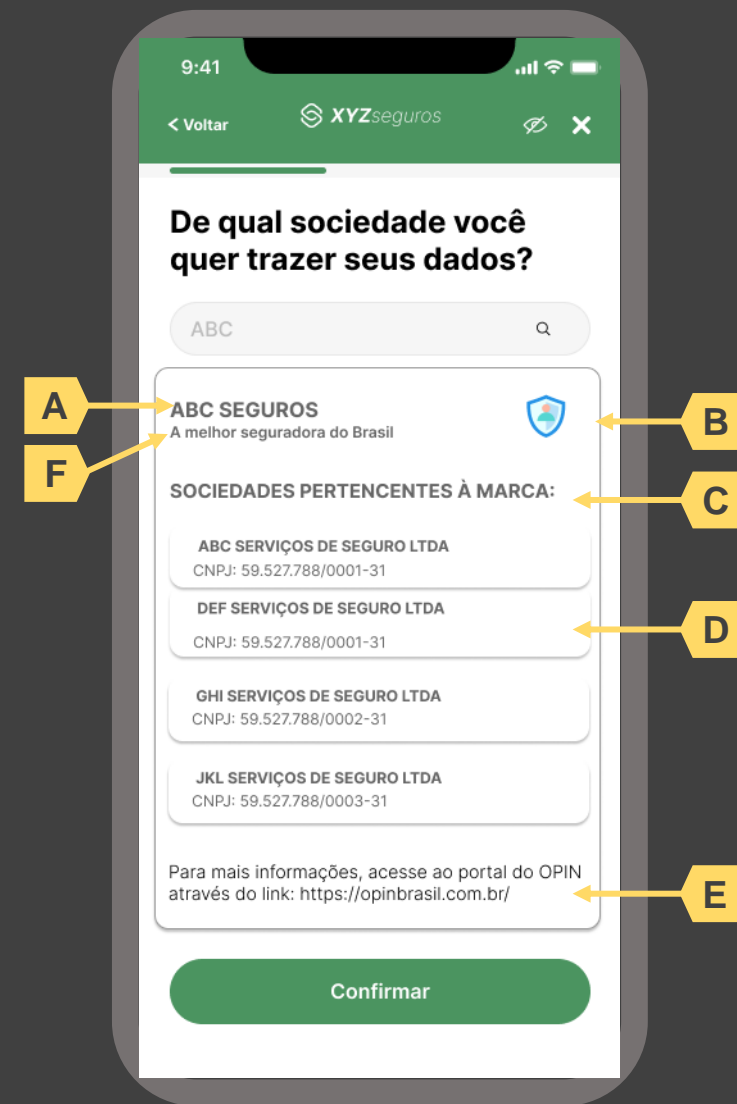 9:41
< Voltar
XYZseguros
De qual sociedade você
quer trazer seus dados?
ABC
A
ABC SEGUROS
B
F
A melhor seguradora do Brasil
SOCIEDADES PERTENCENTES À MARCA:
C
ABC SERVIÇOS DE SEGURO LTDA
CNPJ: 59.527.788/0001-31
DEF SERVIÇOS DE SEGURO LTDA
D
CNPJ: 59.527.788/0001-31
GHI SERVIÇOS DE SEGURO LTDA
CNPJ: 59.527.788/0002-31
JKL SERVIÇOS DE SEGURO LTDA
CNPJ: 59.527.788/0003-31
Para mais informações, acesse ao portal do OPIN
através do link: https://opinbrasil.com.br/
E
Confirmar